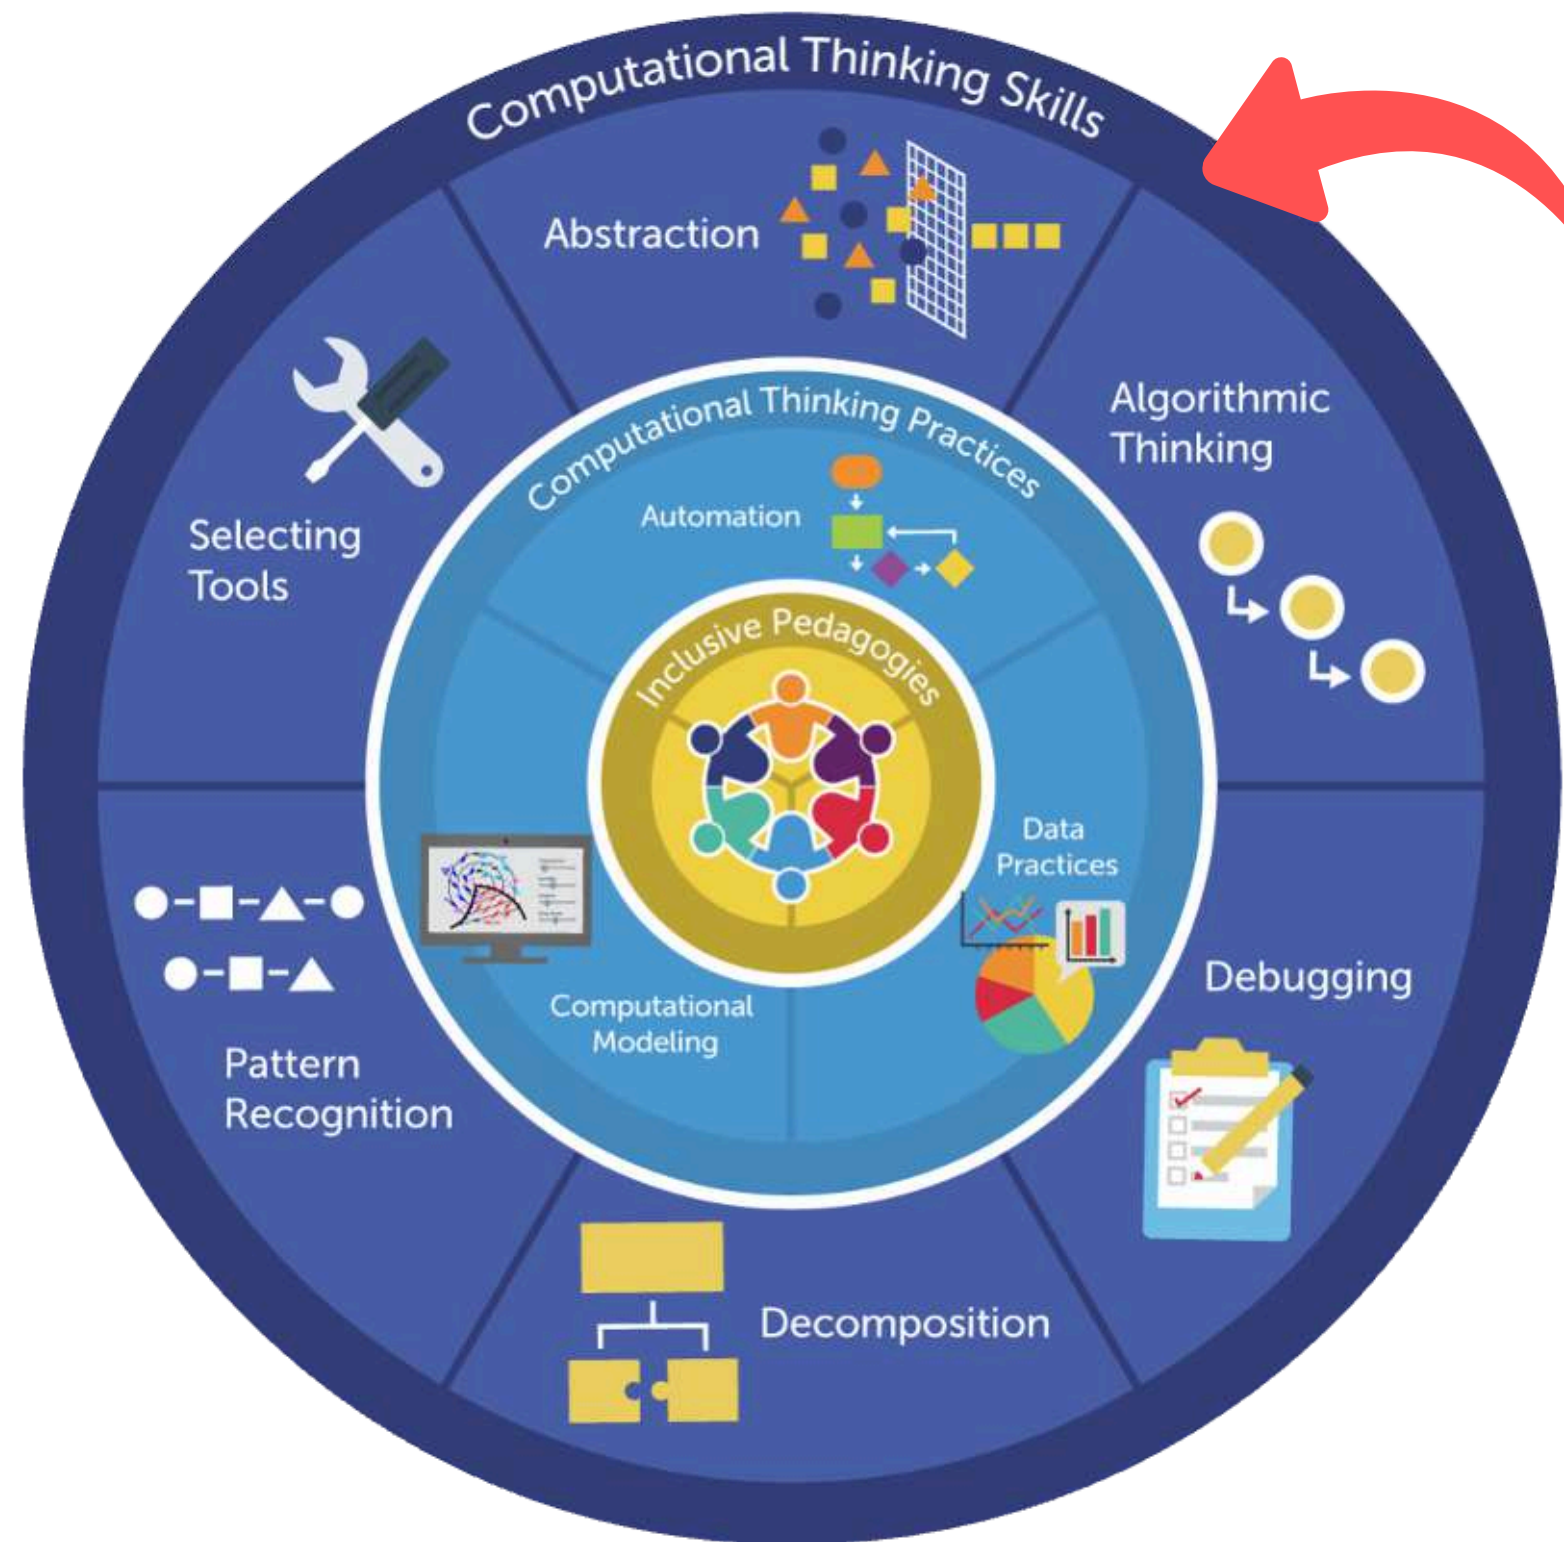 Computational Thinking Skills
Abstraction
Algorithmic
Thinking
Debugging
Decomposition
Pattern
Recognition
Selecting
Tools
Computational Thinking Practices
Automation
Data
Practices
Computational
Modeling
Inclusive Pedagogies